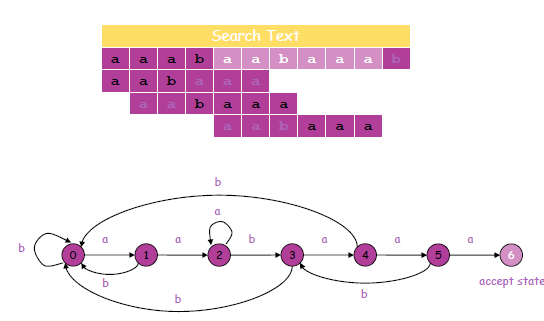 Search Text
a a a b a a b a a a b
a a b a a a
a a b a a a
a a b a a a
b
a
b a a b a a a
0 1 2 3 4 5 6
b b accept state
b